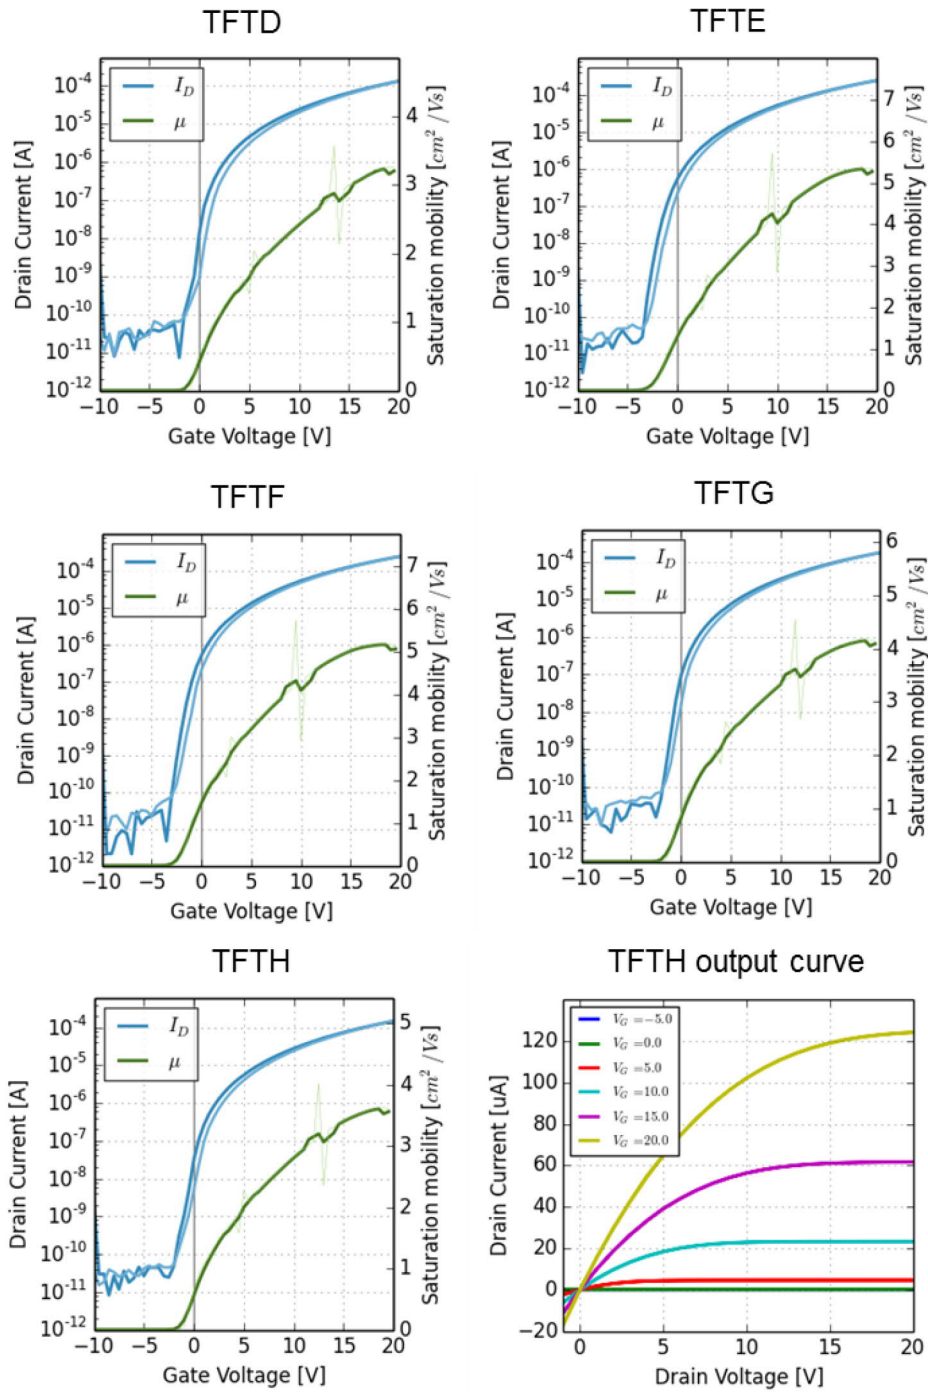 TFTD
TFTE
Drain Current [A]
10⁻⁴
10⁻⁵
10⁻⁶
10⁻⁷
10⁻⁸
10⁻⁹
10⁻¹⁰
10⁻¹¹
10⁻¹²
I_D
μ
4
3
2
1
0
Saturation mobility [cm²/Vs]
−10 −5 0 5 10 15 20
Gate Voltage [V]
Drain Current [A]
10⁻⁴
10⁻⁵
10⁻⁶
10⁻⁷
10⁻⁸
10⁻⁹
10⁻¹⁰
10⁻¹¹
10⁻¹²
I_D
μ
7
6
5
4
3
2
1
0
Saturation mobility [cm²/Vs]
−10 −5 0 5 10 15 20
Gate Voltage [V]
TFTF
TFTG
Drain Current [A]
10⁻⁴
10⁻⁵
10⁻⁶
10⁻⁷
10⁻⁸
10⁻⁹
10⁻¹⁰
10⁻¹¹
10⁻¹²
I_D
μ
7
6
5
4
3
2
1
0
Saturation mobility [cm²/Vs]
−10 −5 0 5 10 15 20
Gate Voltage [V]
Drain Current [A]
10⁻⁴
10⁻⁵
10⁻⁶
10⁻⁷
10⁻⁸
10⁻⁹
10⁻¹⁰
10⁻¹¹
10⁻¹²
I_D
μ
6
5
4
3
2
1
0
Saturation mobility [cm²/Vs]
−10 −5 0 5 10 15 20
Gate Voltage [V]
TFTH
TFTH output curve
Drain Current [A]
10⁻⁴
10⁻⁵
10⁻⁶
10⁻⁷
10⁻⁸
10⁻⁹
10⁻¹⁰
10⁻¹¹
10⁻¹²
I_D
μ
5
4
3
2
1
0
Saturation mobility [cm²/Vs]
−10 −5 0 5 10 15 20
Gate Voltage [V]
Drain Current [uA]
120
100
80
60
40
20
0
−20
V_G =−5.0
V_G =0.0
V_G =5.0
V_G =10.0
V_G =15.0
V_G =20.0
0 5 10 15 20
Drain Voltage [V]